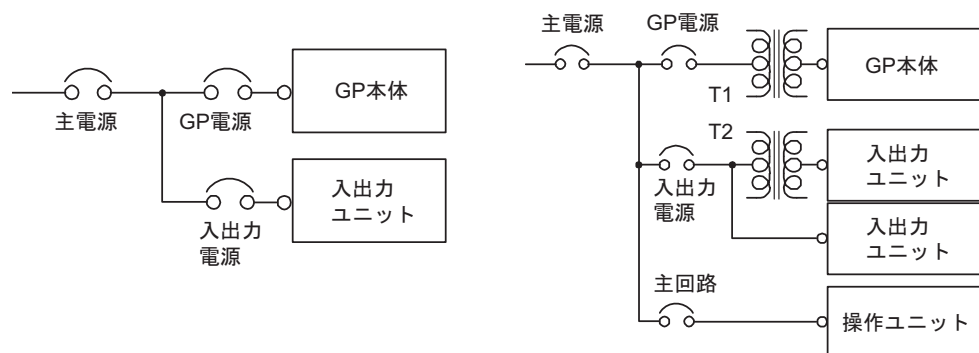 主電源
GP電源
GP本体
入出力
電源
入出力
ユニット
主電源
GP電源
T1
GP本体
T2
入出力
電源
入出力
ユニット
入出力
ユニット
主回路
操作ユニット